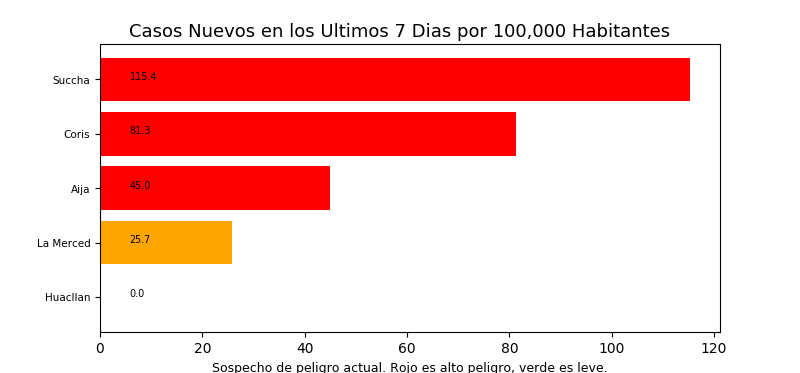 Casos Nuevos en los Ultimos 7 Dias por 100,000 Habitantes
Succha 115.4
Coris 81.3
Aija 45.0
La Merced 25.7
Huacllan 0.0
0 20 40 60 80 100 120
Sospecho de peligro actual. Rojo es alto peligro, verde es leve.